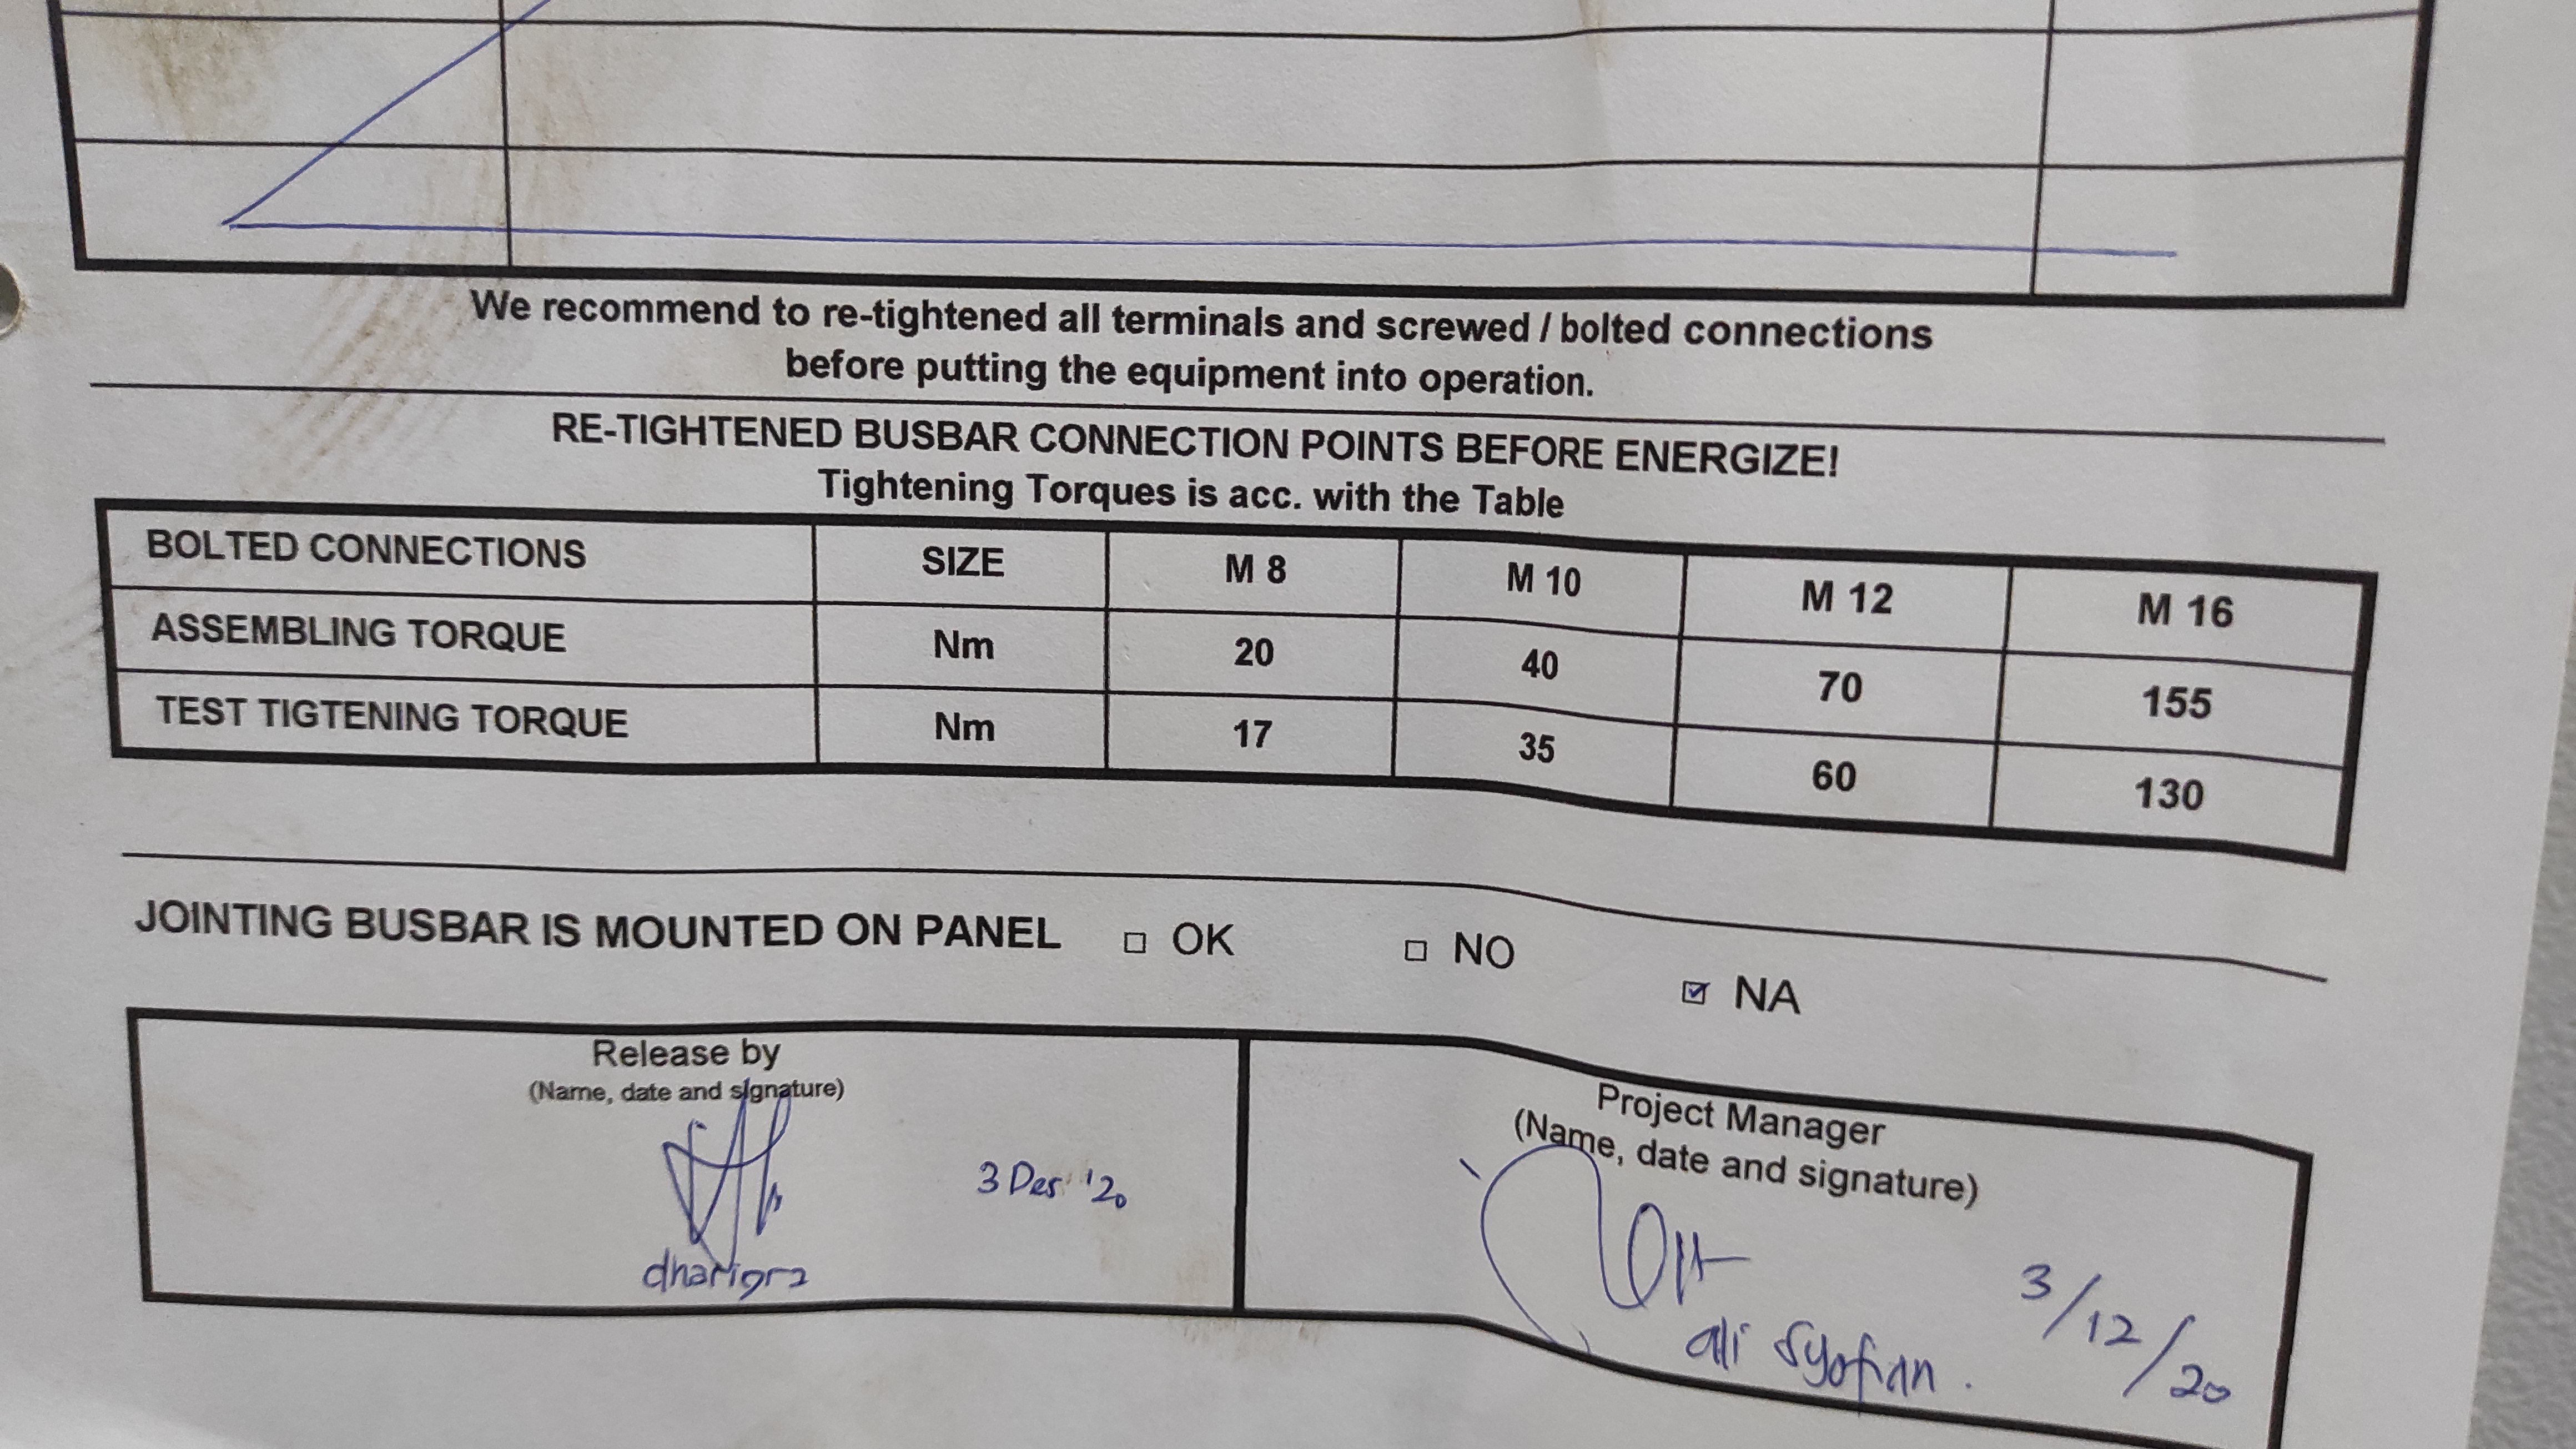 We recommend to re-tightened all terminals and screwed / bolted connections
before putting the equipment into operation.
RE-TIGHTENED BUSBAR CONNECTION POINTS BEFORE ENERGIZE!
Tightening Torques is acc. with the Table
BOLTED CONNECTIONS SIZE M 8 M 10 M 12 M 16
ASSEMBLING TORQUE Nm 20 40 70 155
TEST TIGTENING TORQUE Nm 17 35 60 130
JOINTING BUSBAR IS MOUNTED ON PANEL OK NO NA
Release by
(Name, date and signature)
3 Des '20
Project Manager
(Name, date and signature)
ali syofian.
3/12/20